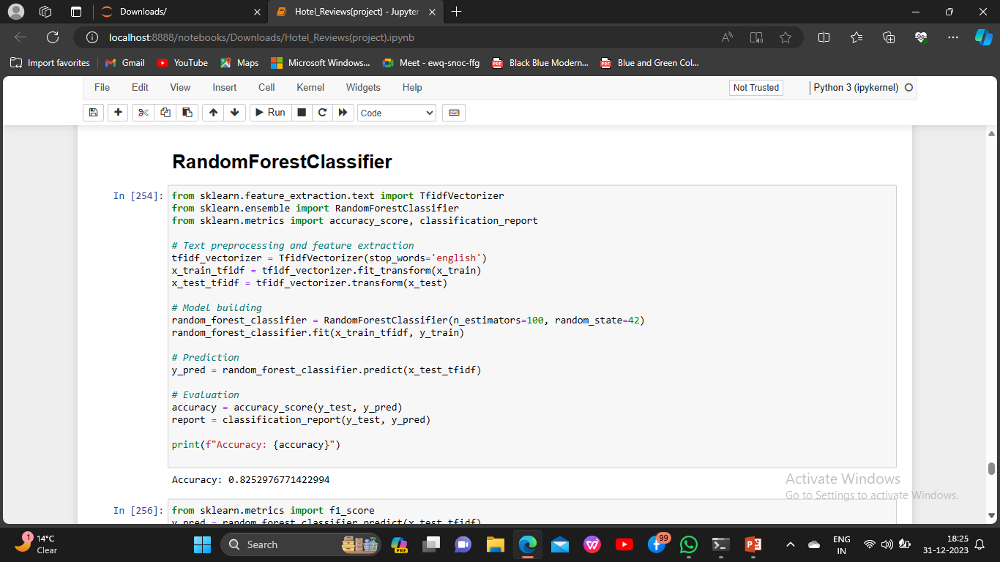 Downloads/
Hotel_Reviews(project) - Jupyter
localhost:8888/notebooks/Downloads/Hotel_Reviews(project).ipynb
Import favorites
Gmail
YouTube
Maps
Microsoft Windows...
Meet - ewq-snoc-ffg
Black Blue Modern...
Blue and Green Col...
File Edit View Insert Cell Kernel Widgets Help
Not Trusted
Python 3 (ipykernel)
Run
Code
RandomForestClassifier
In [254]:
from sklearn.feature_extraction.text import TfidfVectorizer
from sklearn.ensemble import RandomForestClassifier
from sklearn.metrics import accuracy_score, classification_report
# Text preprocessing and feature extraction
tfidf_vectorizer = TfidfVectorizer(stop_words='english')
x_train_tfidf = tfidf_vectorizer.fit_transform(x_train)
x_test_tfidf = tfidf_vectorizer.transform(x_test)
# Model building
random_forest_classifier = RandomForestClassifier(n_estimators=100, random_state=42)
random_forest_classifier.fit(x_train_tfidf, y_train)
# Prediction
y_pred = random_forest_classifier.predict(x_test_tfidf)
# Evaluation
accuracy = accuracy_score(y_test, y_pred)
report = classification_report(y_test, y_pred)
print(f"Accuracy: {accuracy}")
Accuracy: 0.8252976771422994
Activate Windows
Go to Settings to activate Windows.
In [256]:
from sklearn.metrics import f1_score
y_pred = random_forest_classifier.predict(x_test_tfidf)
1
14°C
Clear
Search
PRE
99
ENG
IN
18:25
31-12-2023